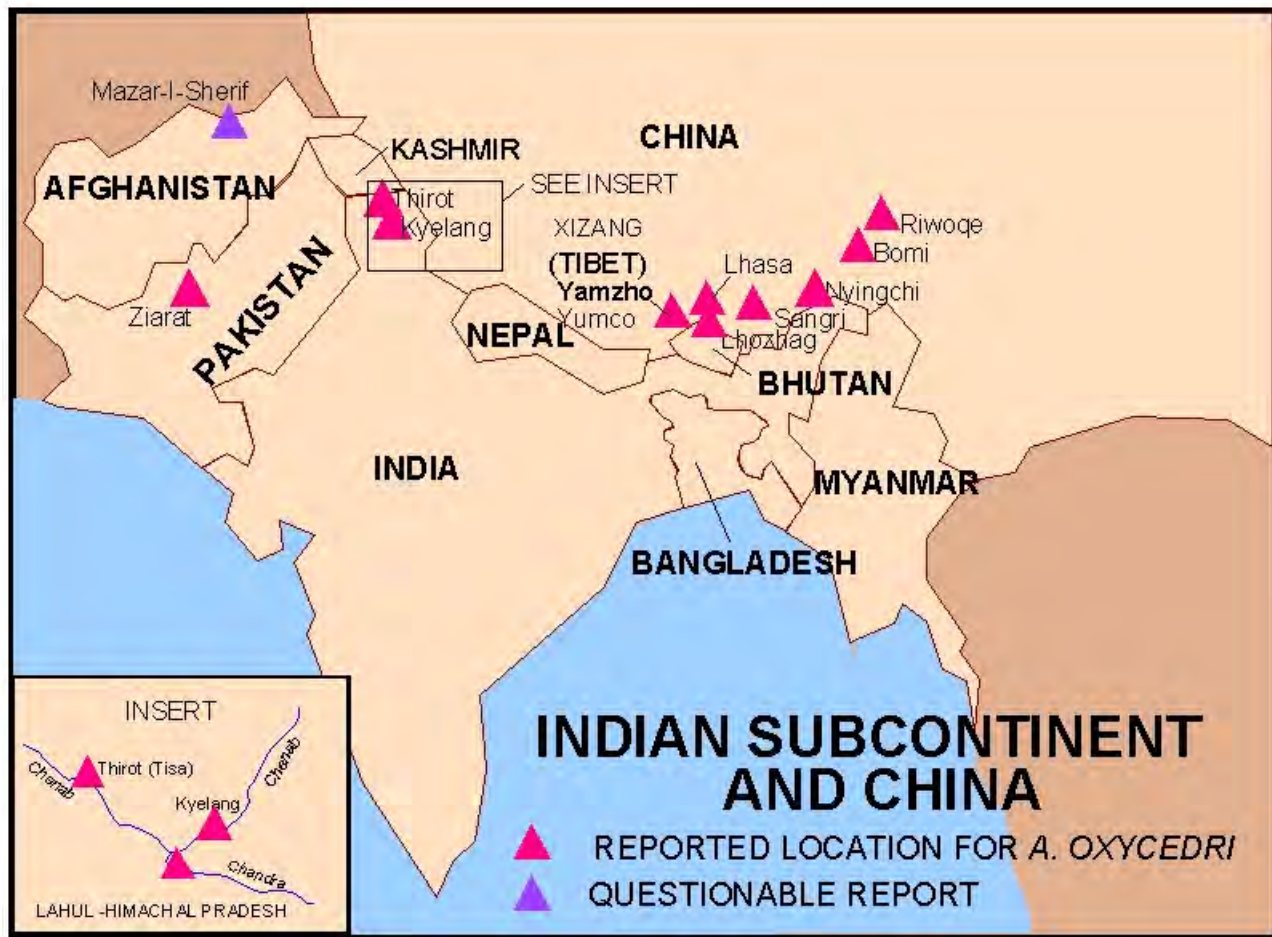 Mazar-I-Sherif
CHINA
KASHMIR
AFGHANISTAN
SEE INSERT
Thirot
Kyelang
XIZANG
(TIBET)
Riwoqe
Bomi
Lhasa
Yamzho
Yumco
Nyingchi
Sangri
Lhozhag
Ziarat
PAKISTAN
NEPAL
BHUTAN
INDIA
MYANMAR
BANGLADESH
INSERT
Chenab
Thirot (Tisa)
Chenab
Kyelang
Chandra
LAHUL -HIMACHAL PRADESH
INDIAN SUBCONTINENT
AND CHINA
REPORTED LOCATION FOR A. OXYCEDRI
QUESTIONABLE REPORT